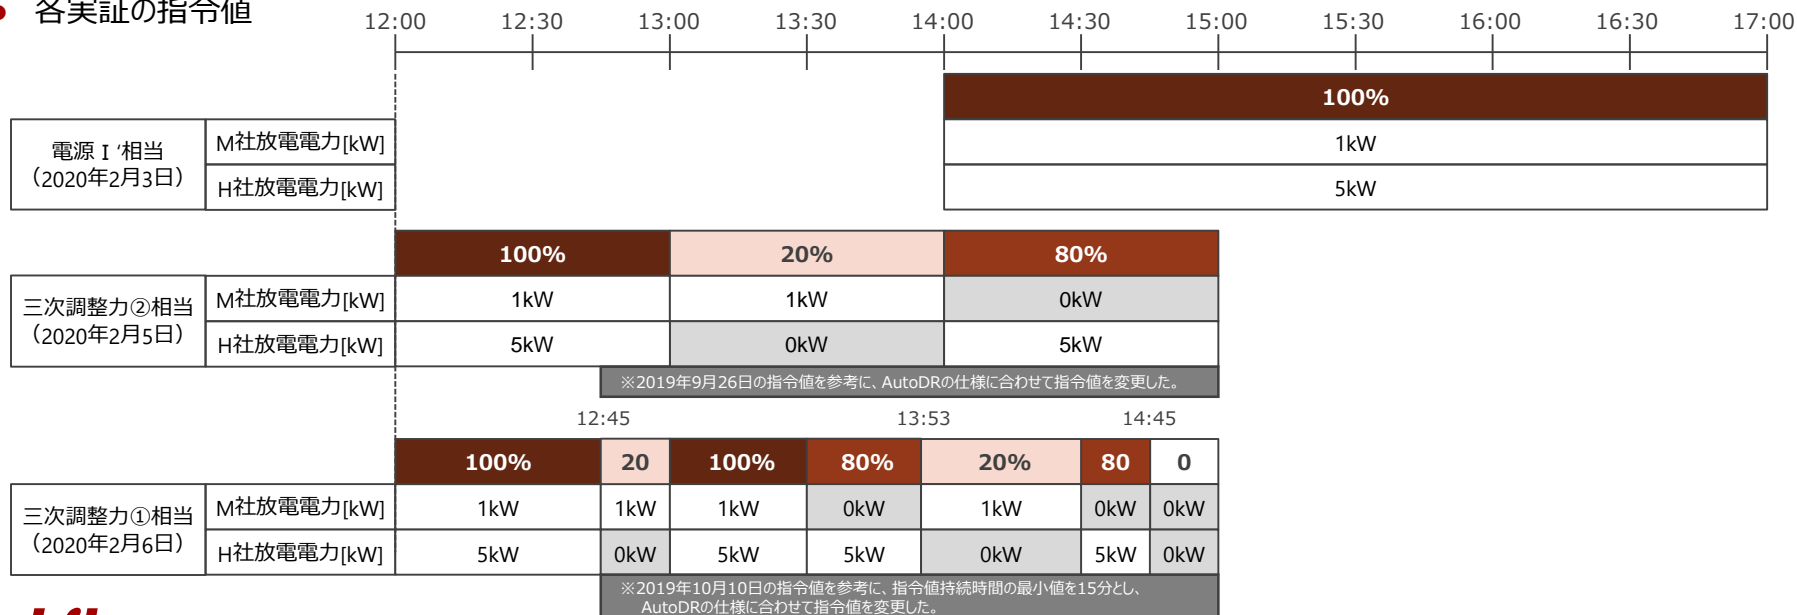 各実証の指令値
12:00 12:30 13:00 13:30 14:00 14:30 15:00 15:30 16:00 16:30 17:00
100%
電源Ⅰ‘相当
（2020年2月3日）
M社放電電力[kW] 1kW
H社放電電力[kW] 5kW
100% 20% 80%
三次調整力②相当
（2020年2月5日）
M社放電電力[kW] 1kW 1kW 0kW
H社放電電力[kW] 5kW 0kW 5kW
※2019年9月26日の指令値を参考に、AutoDRの仕様に合わせて指令値を変更した。
12:45 13:53 14:45
100% 20 100% 80% 20% 80 0
三次調整力①相当
（2020年2月6日）
M社放電電力[kW] 1kW 1kW 1kW 0kW 1kW 0kW 0kW
H社放電電力[kW] 5kW 0kW 5kW 5kW 0kW 5kW 0kW
※2019年10月10日の指令値を参考に、指令値持続時間の最小値を15分とし、
AutoDRの仕様に合わせて指令値を変更した。